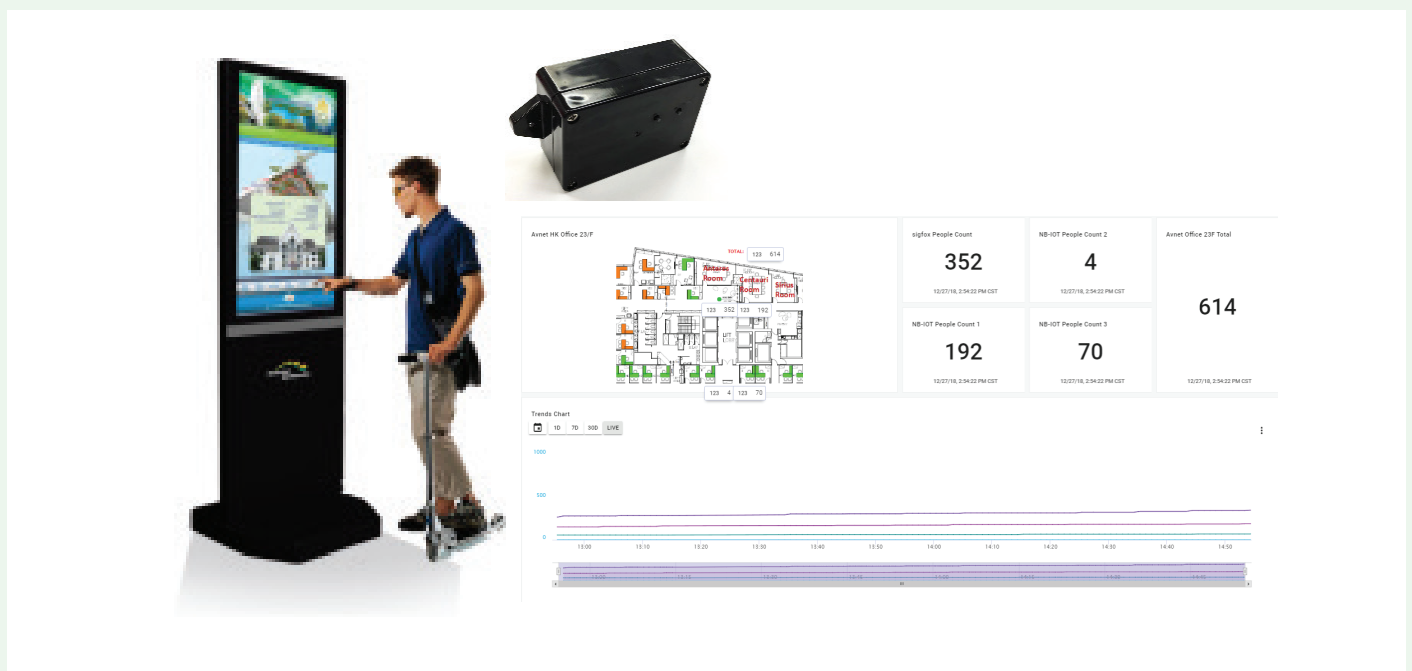 Avnet HK Office 23/F
TOTAL: 123 614
Antares
Room
Centauri
Room
Sirius
Room
123 352 123 192
LIFT
123 4 123 70
sigfox People Count
352
12/27/18, 2:54:22 PM CST
NB-IOT People Count 2
4
12/27/18, 2:54:22 PM CST
Avnet Office 23F Total
614
12/27/18, 2:54:22 PM CST
NB-IOT People Count 1
192
12/27/18, 2:54:22 PM CST
NB-IOT People Count 3
70
12/27/18, 2:54:22 PM CST
Trends Chart
1D 7D 30D LIVE
1000
500
0
13:00 13:10 13:20 13:30 13:40 13:50 14:00 14:10 14:20 14:30 14:40 14:50